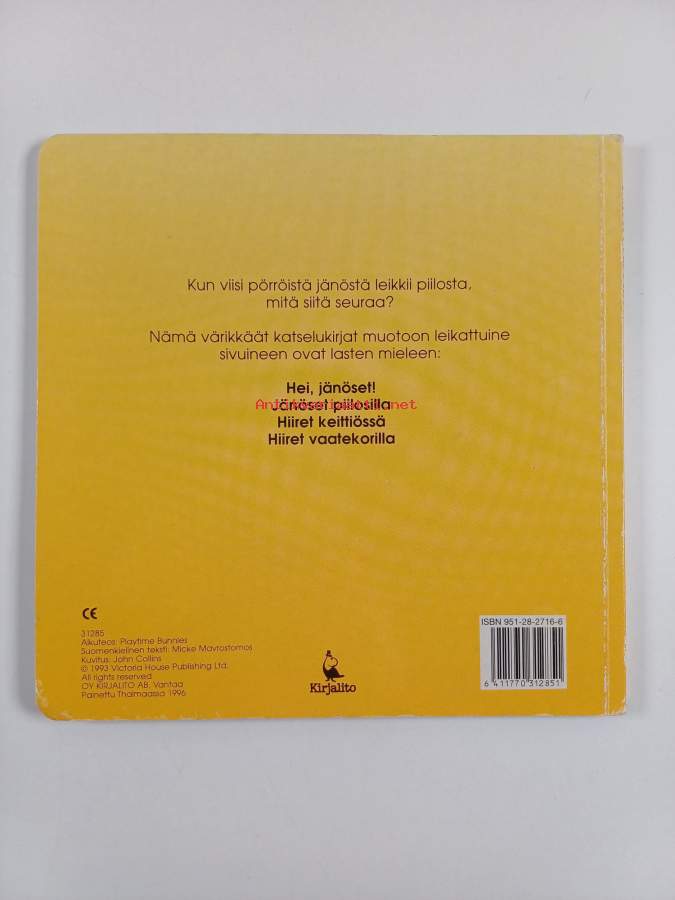 Kun viisi pörröistä jänöstä leikkii piilosta,
mitä siitä seuraa?
Nämä värikkäät katselukirjat muotoon leikattuine
sivuineen ovat lasten mieleen:
Hei, jänöset!
Jänöset piilosilla
Antikvariaatti.net
Hiiret keittiössä
Hiiret vaatekorilla
CE
31285
Alkuteos: Playtime Bunnies
Suomenkielinen teksti: Micke Mavrostomos
Kuvitus: John Collins
© 1993 Victoria House Publishing Ltd.
All rights reserved
OY KIRJALITO AB, Vantaa
Painettu Thaimaassa 1996
Kirjalito
ISBN 951-28-2716-6
6 411770 312851